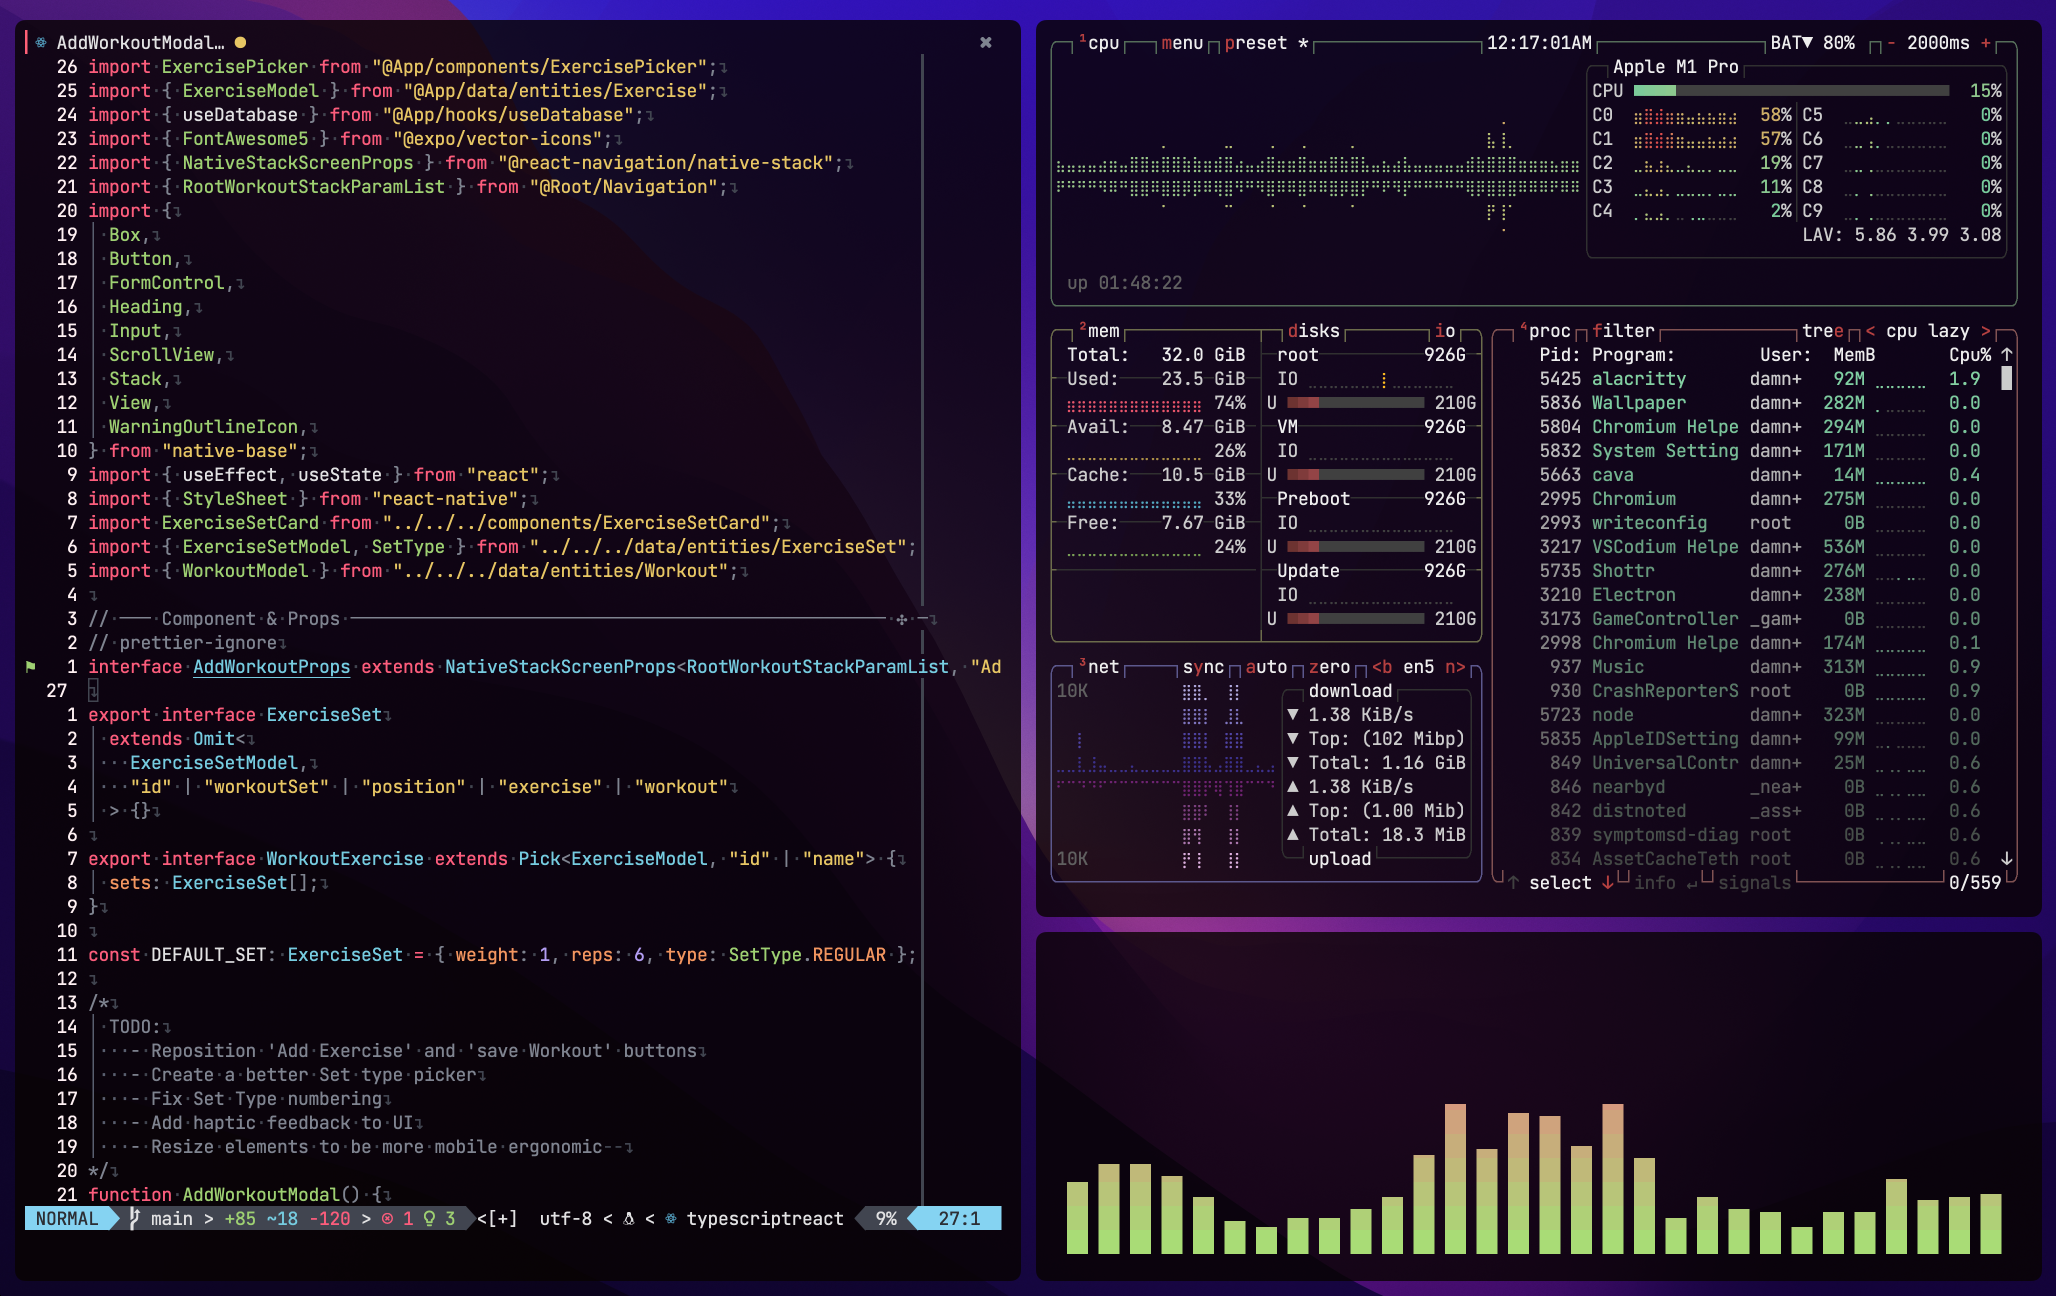 AddWorkoutModal… ● ✖
26 import ExercisePicker from "@App/components/ExercisePicker";
25 import { ExerciseModel } from "@App/data/entities/Exercise";
24 import { useDatabase } from "@App/hooks/useDatabase";
23 import { FontAwesome5 } from "@expo/vector-icons";
22 import { NativeStackScreenProps } from "@react-navigation/native-stack";
21 import { RootWorkoutStackParamList } from "@Root/Navigation";
20 import {
19 Box,
18 Button,
17 FormControl,
16 Heading,
15 Input,
14 ScrollView,
13 Stack,
12 View,
11 WarningOutlineIcon,
10 } from "native-base";
9 import { useEffect, useState } from "react";
8 import { StyleSheet } from "react-native";
7 import ExerciseSetCard from "../../../components/ExerciseSetCard";
6 import { ExerciseSetModel, SetType } from "../../../data/entities/ExerciseSet";
5 import { WorkoutModel } from "../../../data/entities/Workout";
4
3 // ─── Component & Props ───
2 // prettier-ignore
1 interface AddWorkoutProps extends NativeStackScreenProps<RootWorkoutStackParamList, "Ad
27
1 export interface ExerciseSet
2 extends Omit<
3 ExerciseSetModel,
4 "id" | "workoutSet" | "position" | "exercise" | "workout"
5 > {}
6
7 export interface WorkoutExercise extends Pick<ExerciseModel, "id" | "name"> {
8 sets: ExerciseSet[];
9 }
10
11 const DEFAULT_SET: ExerciseSet = { weight: 1, reps: 6, type: SetType.REGULAR };
12
13 /*
14 TODO:
15 - Reposition 'Add Exercise' and 'save Workout' buttons
16 - Create a better Set type picker
17 - Fix Set Type numbering
18 - Add haptic feedback to UI
19 - Resize elements to be more mobile ergonomic--
20 */
21 function AddWorkoutModal() {
NORMAL main > +85 ~18 -120 > 1 3 <[+] utf-8 < < typescriptreact 9% 27:1
1cpu menu preset * 12:17:01AM BAT▼ 80% - 2000ms +
Apple M1 Pro
CPU 15%
C0 58% C5 0%
C1 57% C6 0%
C2 19% C7 0%
C3 11% C8 0%
C4 2% C9 0%
LAV: 5.86 3.99 3.08
up 01:48:22
2mem disks io
Total: 32.0 GiB root 926G
Used: 23.5 GiB IO
74% U 210G
Avail: 8.47 GiB VM 926G
26% IO
Cache: 10.5 GiB U 210G
33% Preboot 926G
Free: 7.67 GiB IO
24% U 210G
Update 926G
IO
U 210G
3net sync auto zero <b en5 n>
10K download
▼ 1.38 KiB/s
▼ Top: (102 Mibp)
▼ Total: 1.16 GiB
▲ 1.38 KiB/s
▲ Top: (1.00 Mib)
▲ Total: 18.3 MiB
10K upload
4proc filter tree < cpu lazy >
Pid: Program: User: MemB Cpu% ↑
5425 alacritty damn+ 92M 1.9
5836 Wallpaper damn+ 282M 0.0
5804 Chromium Helpe damn+ 294M 0.0
5832 System Setting damn+ 171M 0.0
5663 cava damn+ 14M 0.4
2995 Chromium damn+ 275M 0.0
2993 writeconfig root 0B 0.0
3217 VSCodium Helpe damn+ 536M 0.0
5735 Shottr damn+ 276M 0.0
3210 Electron damn+ 238M 0.0
3173 GameController _gam+ 0B 0.0
2998 Chromium Helpe damn+ 174M 0.1
937 Music damn+ 313M 0.9
930 CrashReporterS root 0B 0.9
5723 node damn+ 323M 0.0
5835 AppleIDSetting damn+ 99M 0.0
849 UniversalContr damn+ 25M 0.6
846 nearbyd _nea+ 0B 0.6
842 distnoted _ass+ 0B 0.6
839 symptomsd-diag root 0B 0.6
834 AssetCacheTeth root 0B 0.6 ↓
↑ select ↓ info ↵ signals 0/559